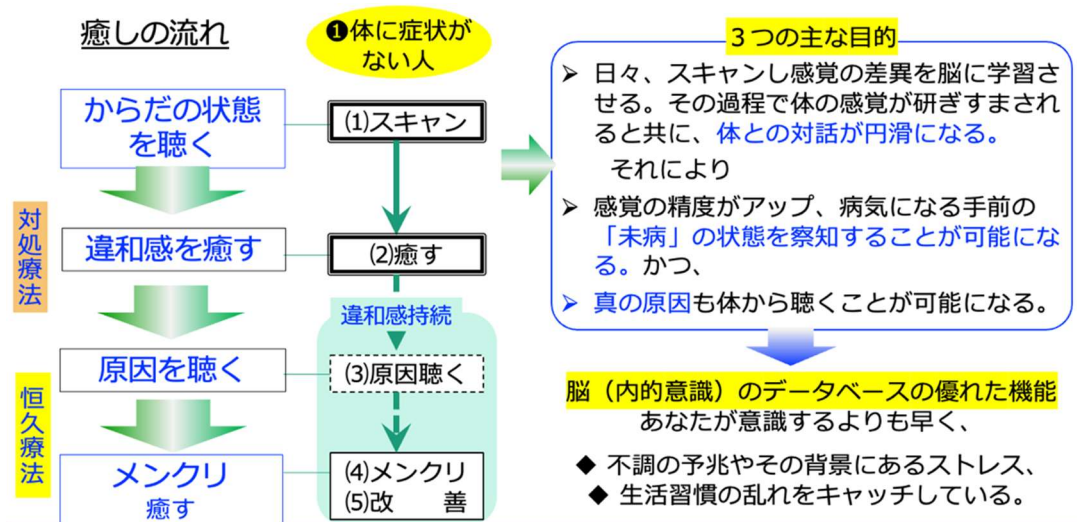 癒しの流れ
❶体に症状が
ない人
からだの状態
を聴く
⑴スキャン
対処療法
違和感を癒す
⑵癒す
違和感持続
恒久療法
原因を聴く
⑶原因聴く
メンクリ
癒す
⑷メンクリ
⑸改　善
３つの主な目的
➢ 日々、スキャンし感覚の差異を脳に学習さ
せる。その過程で体の感覚が研ぎすまされ
ると共に、体との対話が円滑になる。
それにより
➢ 感覚の精度がアップ、病気になる手前の
「未病」の状態を察知することが可能にな
る。かつ、
➢ 真の原因も体から聴くことが可能になる。
脳（内的意識）のデータベースの優れた機能
あなたが意識するよりも早く、
◆ 不調の予兆やその背景にあるストレス、
◆ 生活習慣の乱れをキャッチしている。